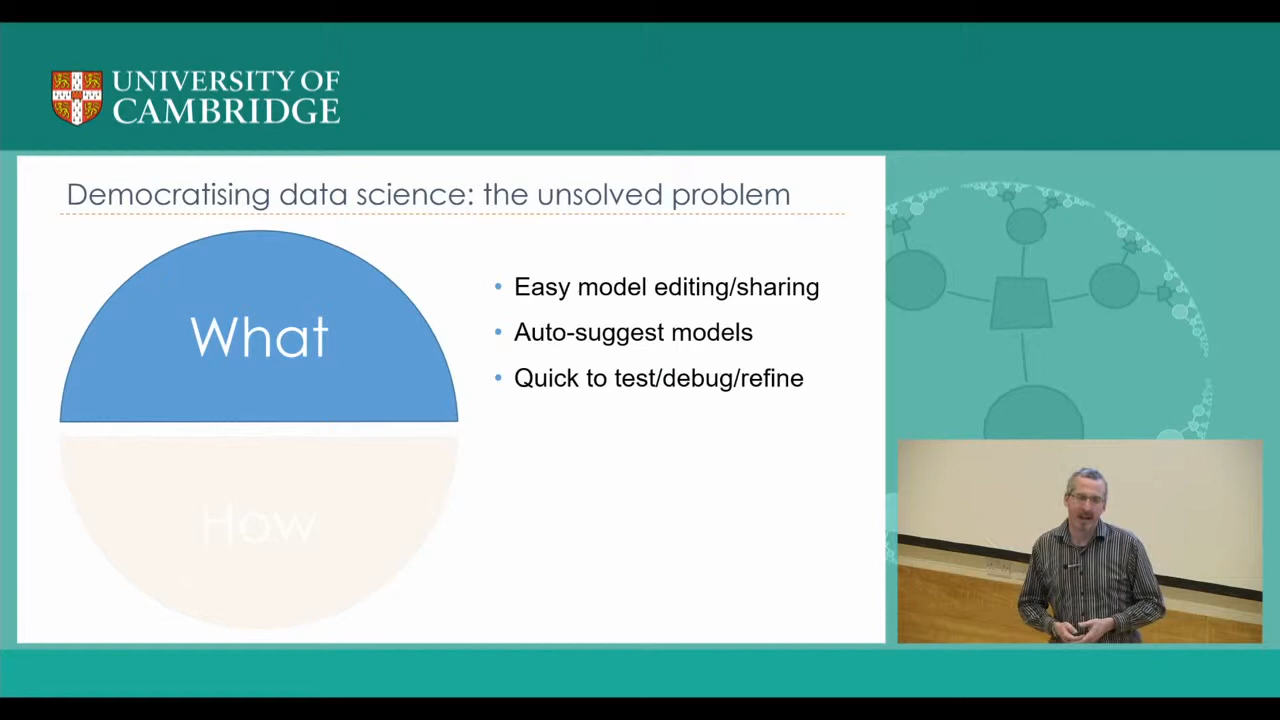 UNIVERSITY OF
CAMBRIDGE
Democratising data science: the unsolved problem
What
How
• Easy model editing/sharing
• Auto-suggest models
• Quick to test/debug/refine